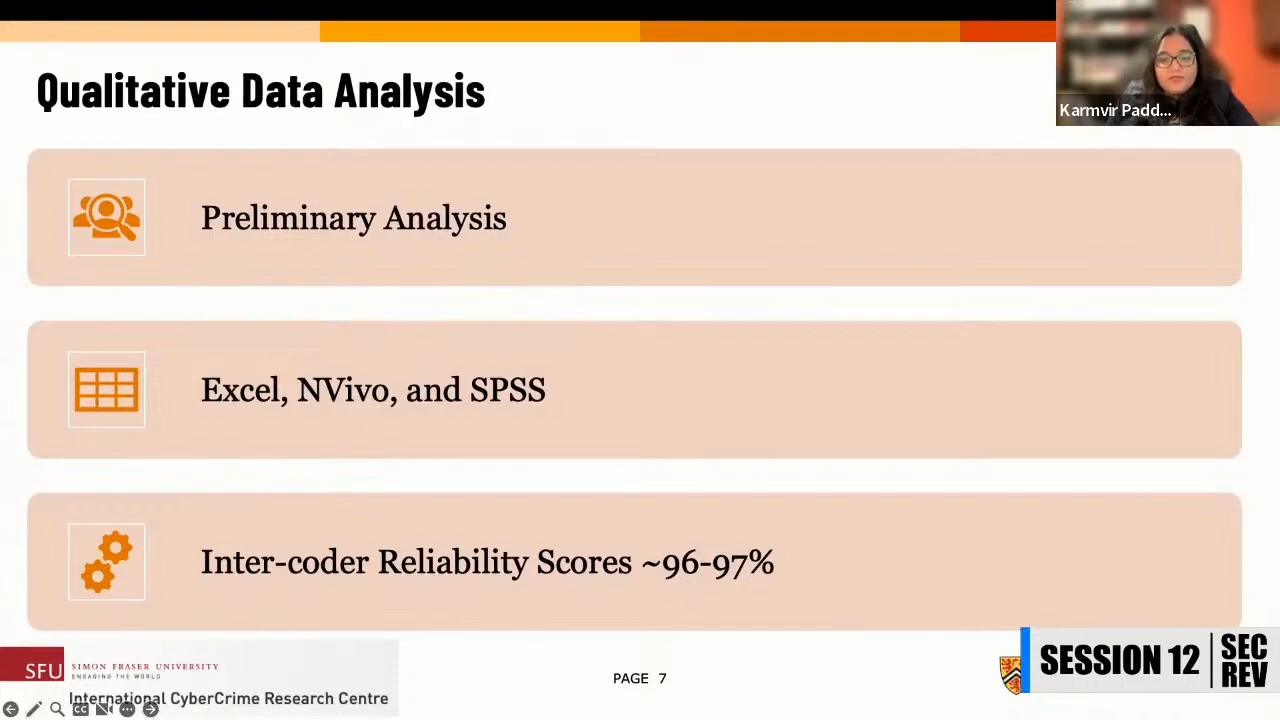 Qualitative Data Analysis
Karmvir Padd...
Preliminary Analysis
Excel, NVivo, and SPSS
Inter-coder Reliability Scores ~96-97%
SFU
SIMON FRASER UNIVERSITY
ENGAGING THE WORLD
International CyberCrime Research Centre
PAGE 7
SESSION 12
SEC
REV
CC